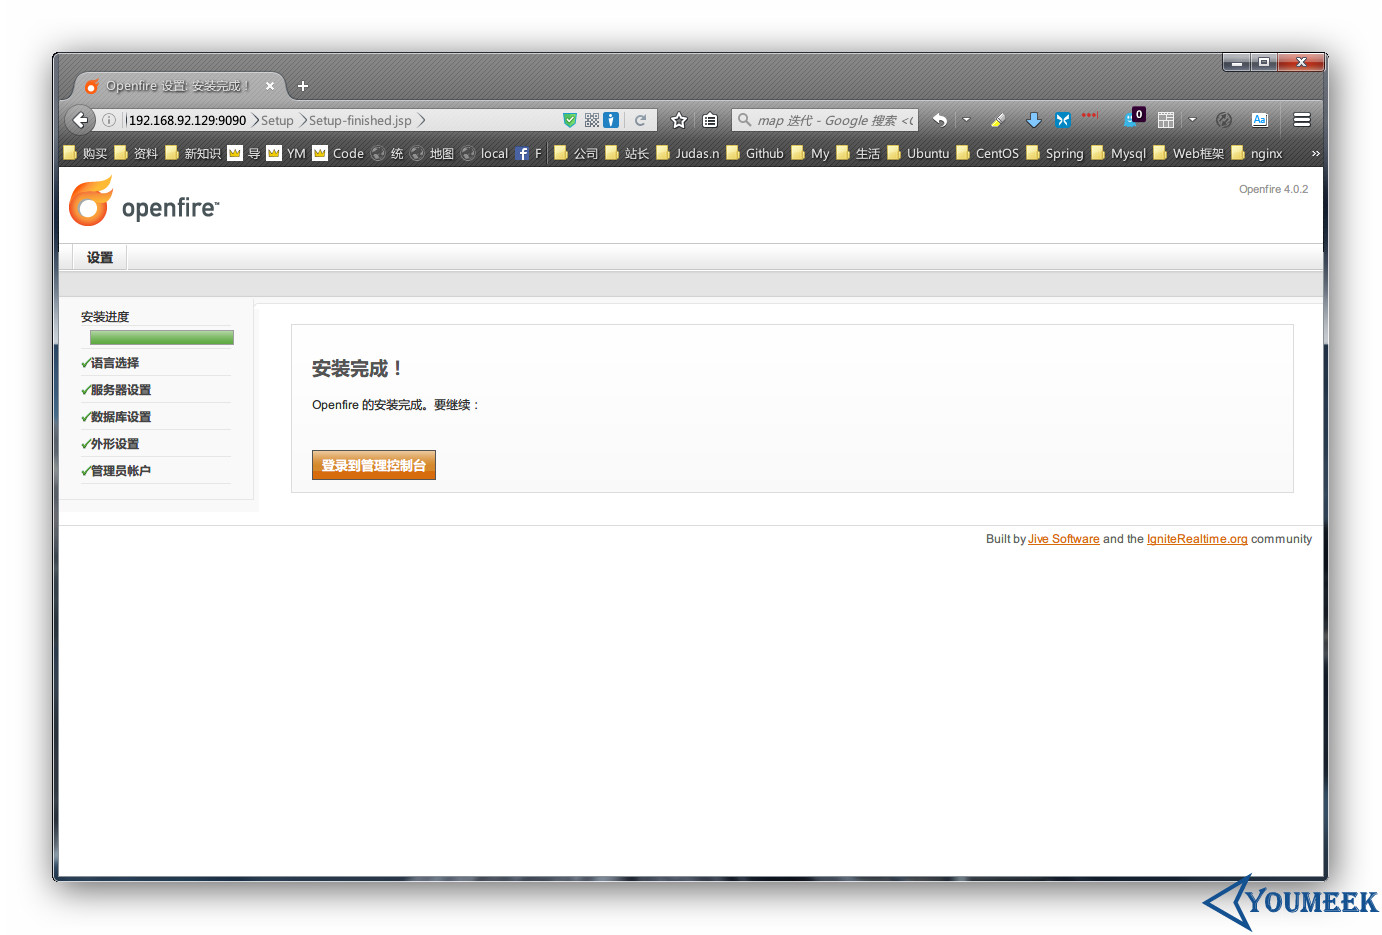 Openfire 设置: 安装完成！
192.168.92.129:9090 Setup Setup-finished.jsp
map 迭代 - Google 搜索 <(
0
Aa
购买 资料 新知识 导 YM Code 统 地图 local F 公司 站长 Judas.n Github My 生活 Ubuntu CentOS Spring Mysql Web框架 nginx »
openfire™
Openfire 4.0.2
设置
安装进度
语言选择
服务器设置
数据库设置
外形设置
管理员帐户
安装完成！
Openfire 的安装完成。要继续：
登录到管理控制台
Built by Jive Software and the IgniteRealtime.org community
YOUMEEK